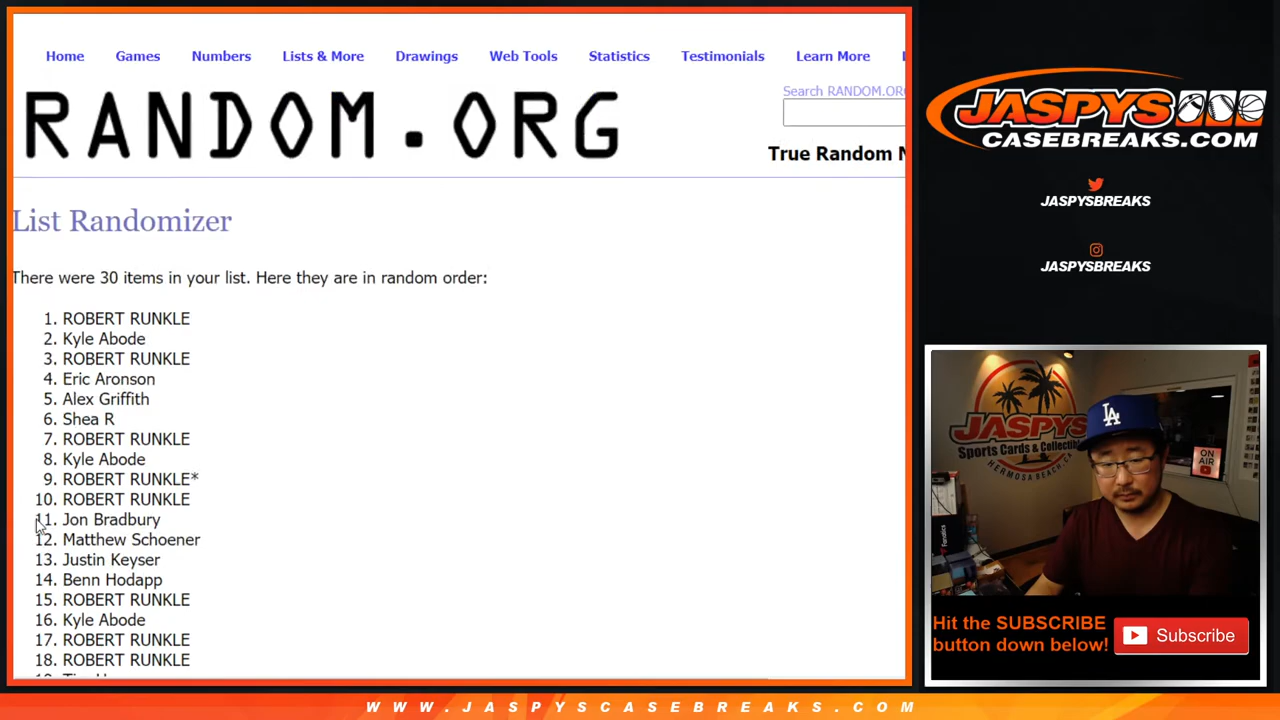 Home Games Numbers Lists & More Drawings Web Tools Statistics Testimonials Learn More
Search RANDOM.ORG
RANDOM.ORG
True Random N
List Randomizer
There were 30 items in your list. Here they are in random order:
1. ROBERT RUNKLE
2. Kyle Abode
3. ROBERT RUNKLE
4. Eric Aronson
5. Alex Griffith
6. Shea R
7. ROBERT RUNKLE
8. Kyle Abode
9. ROBERT RUNKLE*
10. ROBERT RUNKLE
11. Jon Bradbury
12. Matthew Schoener
13. Justin Keyser
14. Benn Hodapp
15. ROBERT RUNKLE
16. Kyle Abode
17. ROBERT RUNKLE
18. ROBERT RUNKLE
JASPYS
CASEBREAKS.COM
JASPYSBREAKS
JASPYSBREAKS
JASPYS
Sports Cards & Collectibles
HERMOSA BEACH, CA
LA
ON
AIR
Fanatics
Hit the SUBSCRIBE
button down below!
Subscribe
WWW.JASPYSCASEBREAKS.COM